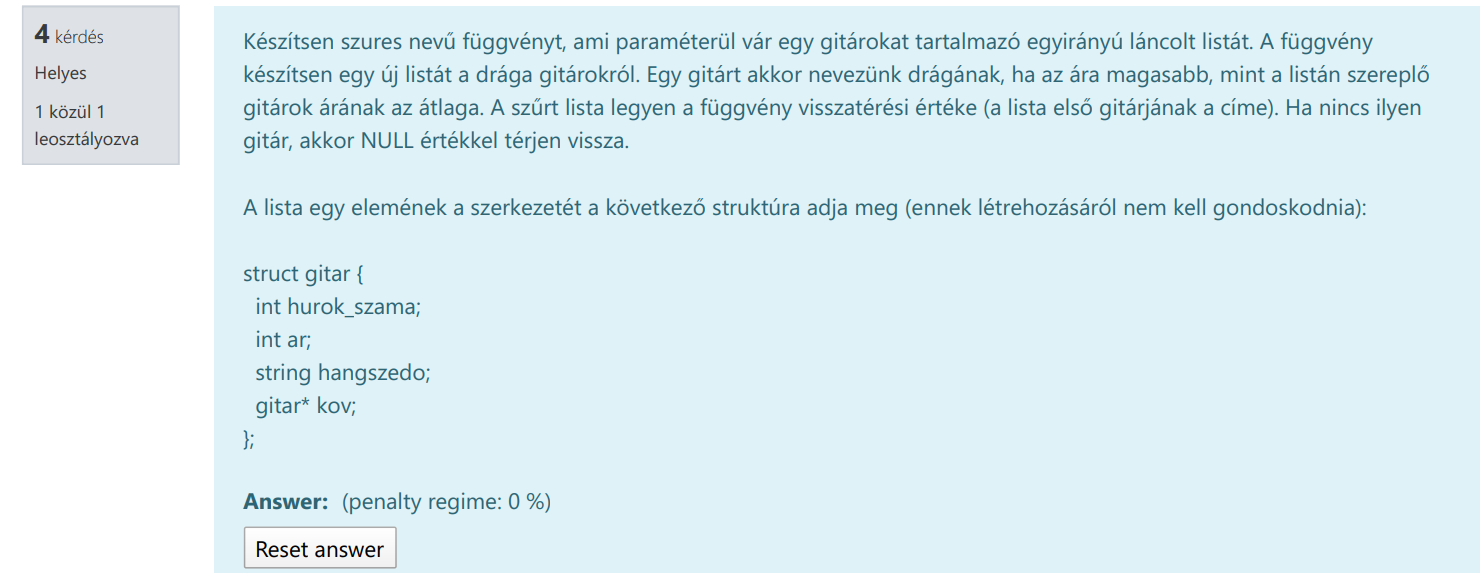 4 kérdés
Helyes
1 közül 1
leosztályozva
Készítsen szures nevű függvényt, ami paraméterül vár egy gitárokat tartalmazó egyirányú láncolt listát. A függvény
készítsen egy új listát a drága gitárokról. Egy gitárt akkor nevezünk drágának, ha az ára magasabb, mint a listán szereplő
gitárok árának az átlaga. A szűrt lista legyen a függvény visszatérési értéke (a lista első gitárjának a címe). Ha nincs ilyen
gitár, akkor NULL értékkel térjen vissza.
A lista egy elemének a szerkezetét a következő struktúra adja meg (ennek létrehozásáról nem kell gondoskodnia):
struct gitar {
int hurok_szama;
int ar;
string hangszedo;
gitar* kov;
};
Answer: (penalty regime: 0 %)
Reset answer